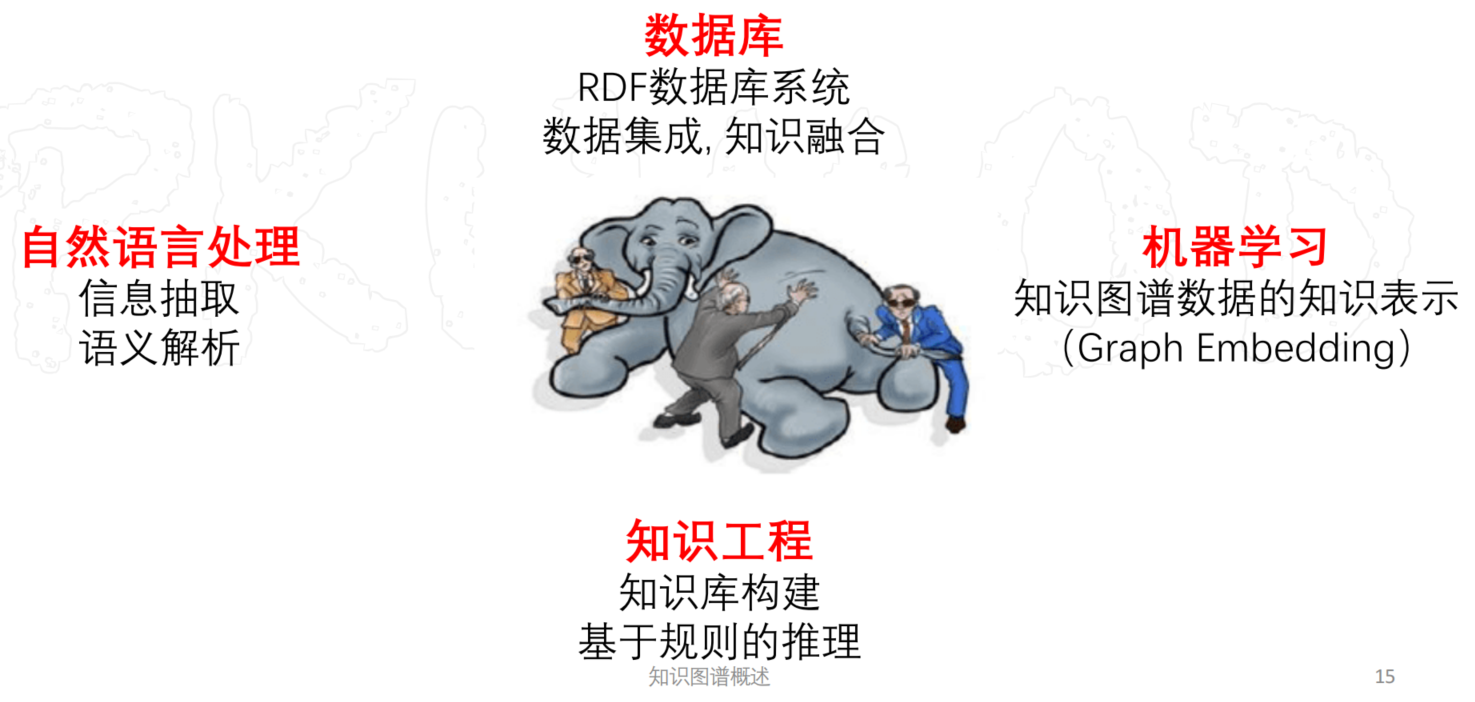 数据库
RDF数据库系统
数据集成, 知识融合
自然语言处理
信息抽取
语义解析
机器学习
知识图谱数据的知识表示
（Graph Embedding）
知识工程
知识库构建
基于规则的推理
知识图谱概述
15